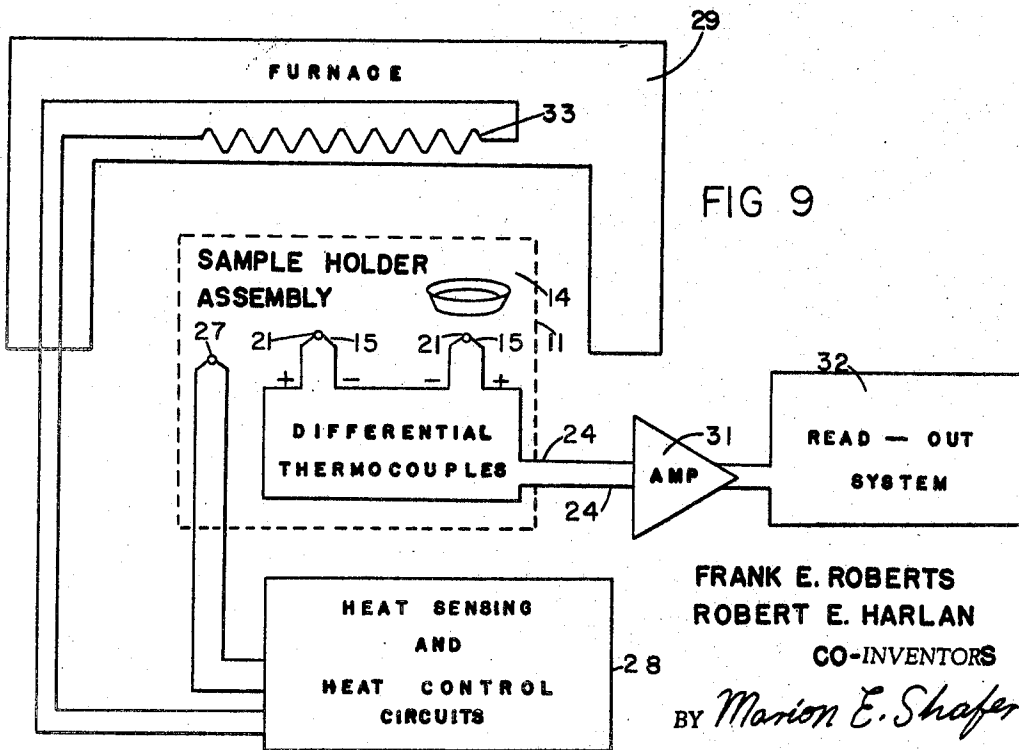 29
FURNACE
33
FIG 9
SAMPLE HOLDER
ASSEMBLY
14
27
21 15 21 15 11
+ - - +
32
DIFFERENTIAL
THERMOCOUPLES
24
31
AMP
24
READ — OUT
SYSTEM
HEAT SENSING
AND
HEAT CONTROL
CIRCUITS
28
FRANK E. ROBERTS
ROBERT E. HARLAN
CO-INVENTORS
BY Marion E. Shafer